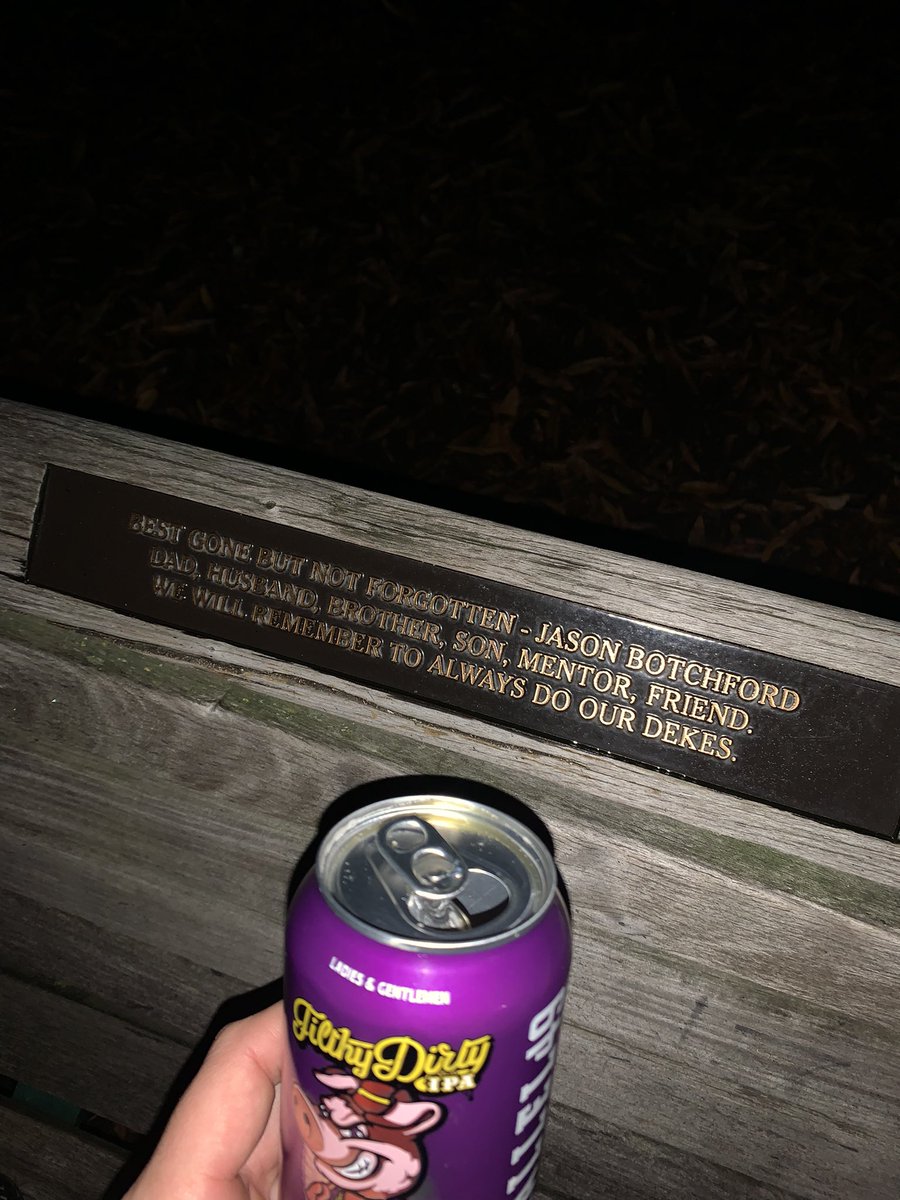 BEST GONE BUT NOT FORGOTTEN - JASON BOTCHFORD
DAD, HUSBAND, BROTHER, SON, MENTOR, FRIEND.
WE WILL REMEMBER TO ALWAYS DO OUR DEKES.
LADIES & GENTLEMEN
Filthy Dirty
IPA